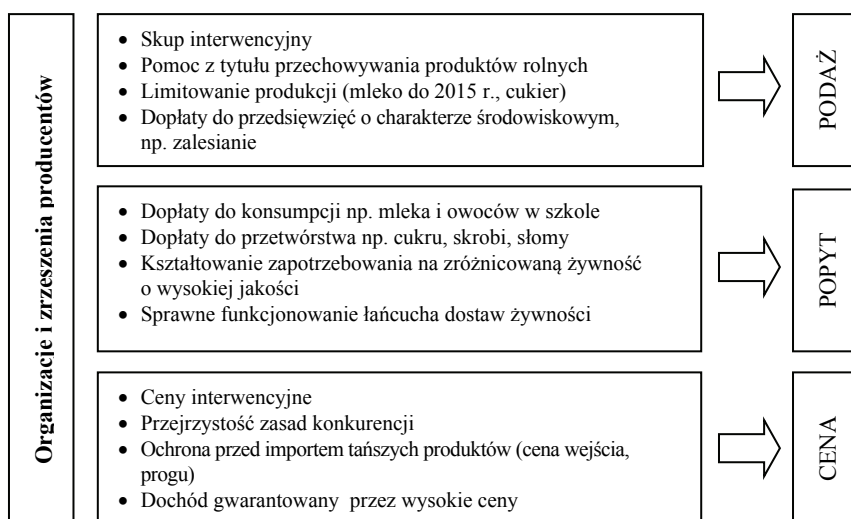 Organizacje i zrzeszenia producentów
• Skup interwencyjny
• Pomoc z tytułu przechowywania produktów rolnych
• Limitowanie produkcji (mleko do 2015 r., cukier)
• Dopłaty do przedsięwzięć o charakterze środowiskowym,
np. zalesianie
PODAŻ
• Dopłaty do konsumpcji np. mleka i owoców w szkole
• Dopłaty do przetwórstwa np. cukru, skrobi, słomy
• Kształtowanie zapotrzebowania na zróżnicowaną żywność
o wysokiej jakości
• Sprawne funkcjonowanie łańcucha dostaw żywności
POPYT
• Ceny interwencyjne
• Przejrzystość zasad konkurencji
• Ochrona przed importem tańszych produktów (cena wejścia,
progu)
• Dochód gwarantowany przez wysokie ceny
CENA